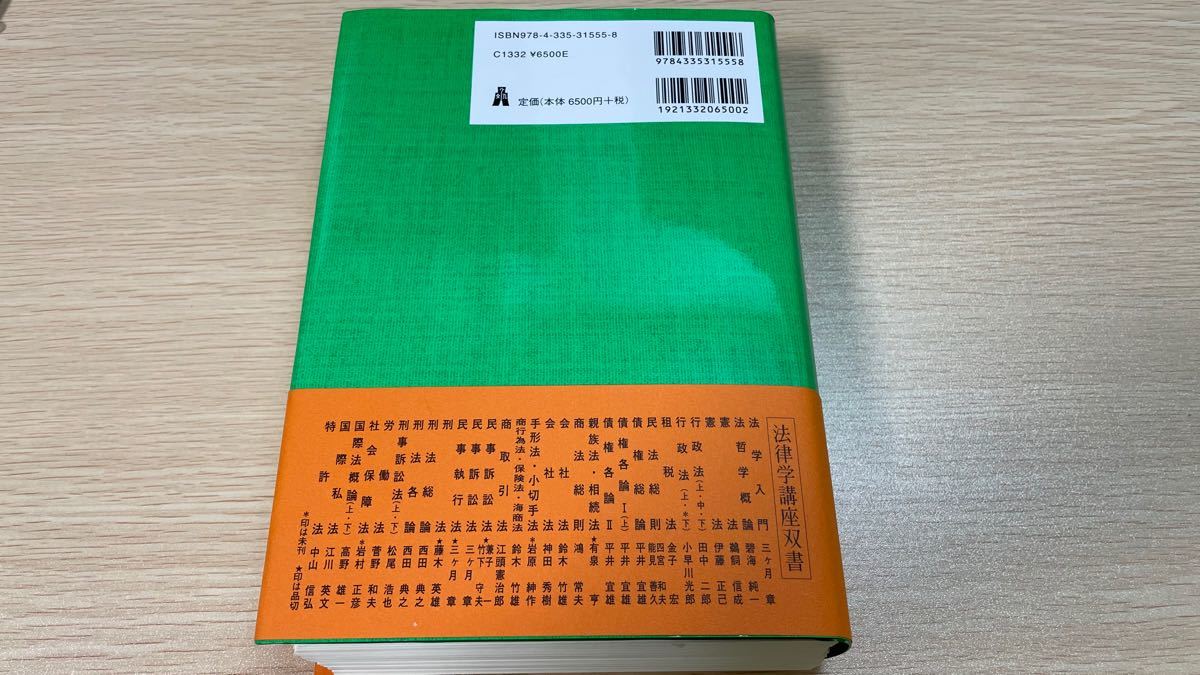 ISBN978-4-335-31555-8
C1332 ¥6500E
9784335315558
定価(本体 6500円+税)
1921332065002
法律学講座双書
法学入門 三ヶ月 章
法哲学概論 碧海 純一
憲法 鵜飼 信成
憲法 伊藤 正己
行政法(上・中・下) 田中 二郎
行政法(上・*下) 小早川 光郎
租税法 金子 宏
民法総則 四宮 和夫 能見 善久
債権総論 平井 宜雄
債権各論Ⅰ(上) 平井 宜雄
債権各論Ⅱ 平井 宜雄
親族法・相続法 ★有泉 亨
商法総則 鴻 常夫
会社法 鈴木 竹雄
会社法 神田 秀樹
手形法・小切手法 *岩原 紳作
商行為法・保険法・海商法 鈴木 竹雄
商取引法 江頭 憲治郎
民事訴訟法 ★兼子 一 竹下 守夫
民事訴訟法 三ヶ月 章
民事執行法 ★三ヶ月 章
刑法 ★藤木 英雄
刑法総論 西田 典之
刑法各論 西田 典之
刑事訴訟法(上・下) 松尾 浩也
労働法 菅野 和夫
社会保障法 *岩村 正彦
国際法概論(上・下) 高野 雄一
国際私法 江川 英文
特許法 中山 信弘
*印は未刊 ★印は品切